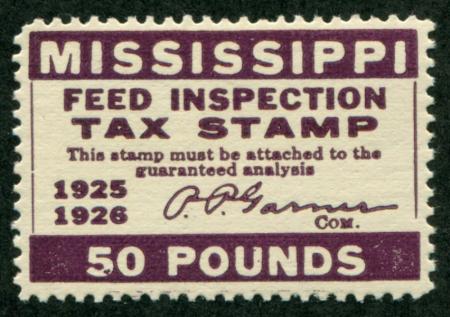 MISSISSIPPI
FEED INSPECTION
TAX STAMP
This stamp must be attached to the
guaranteed analysis
1925
1926
P. P. Garner
COM.
50 POUNDS